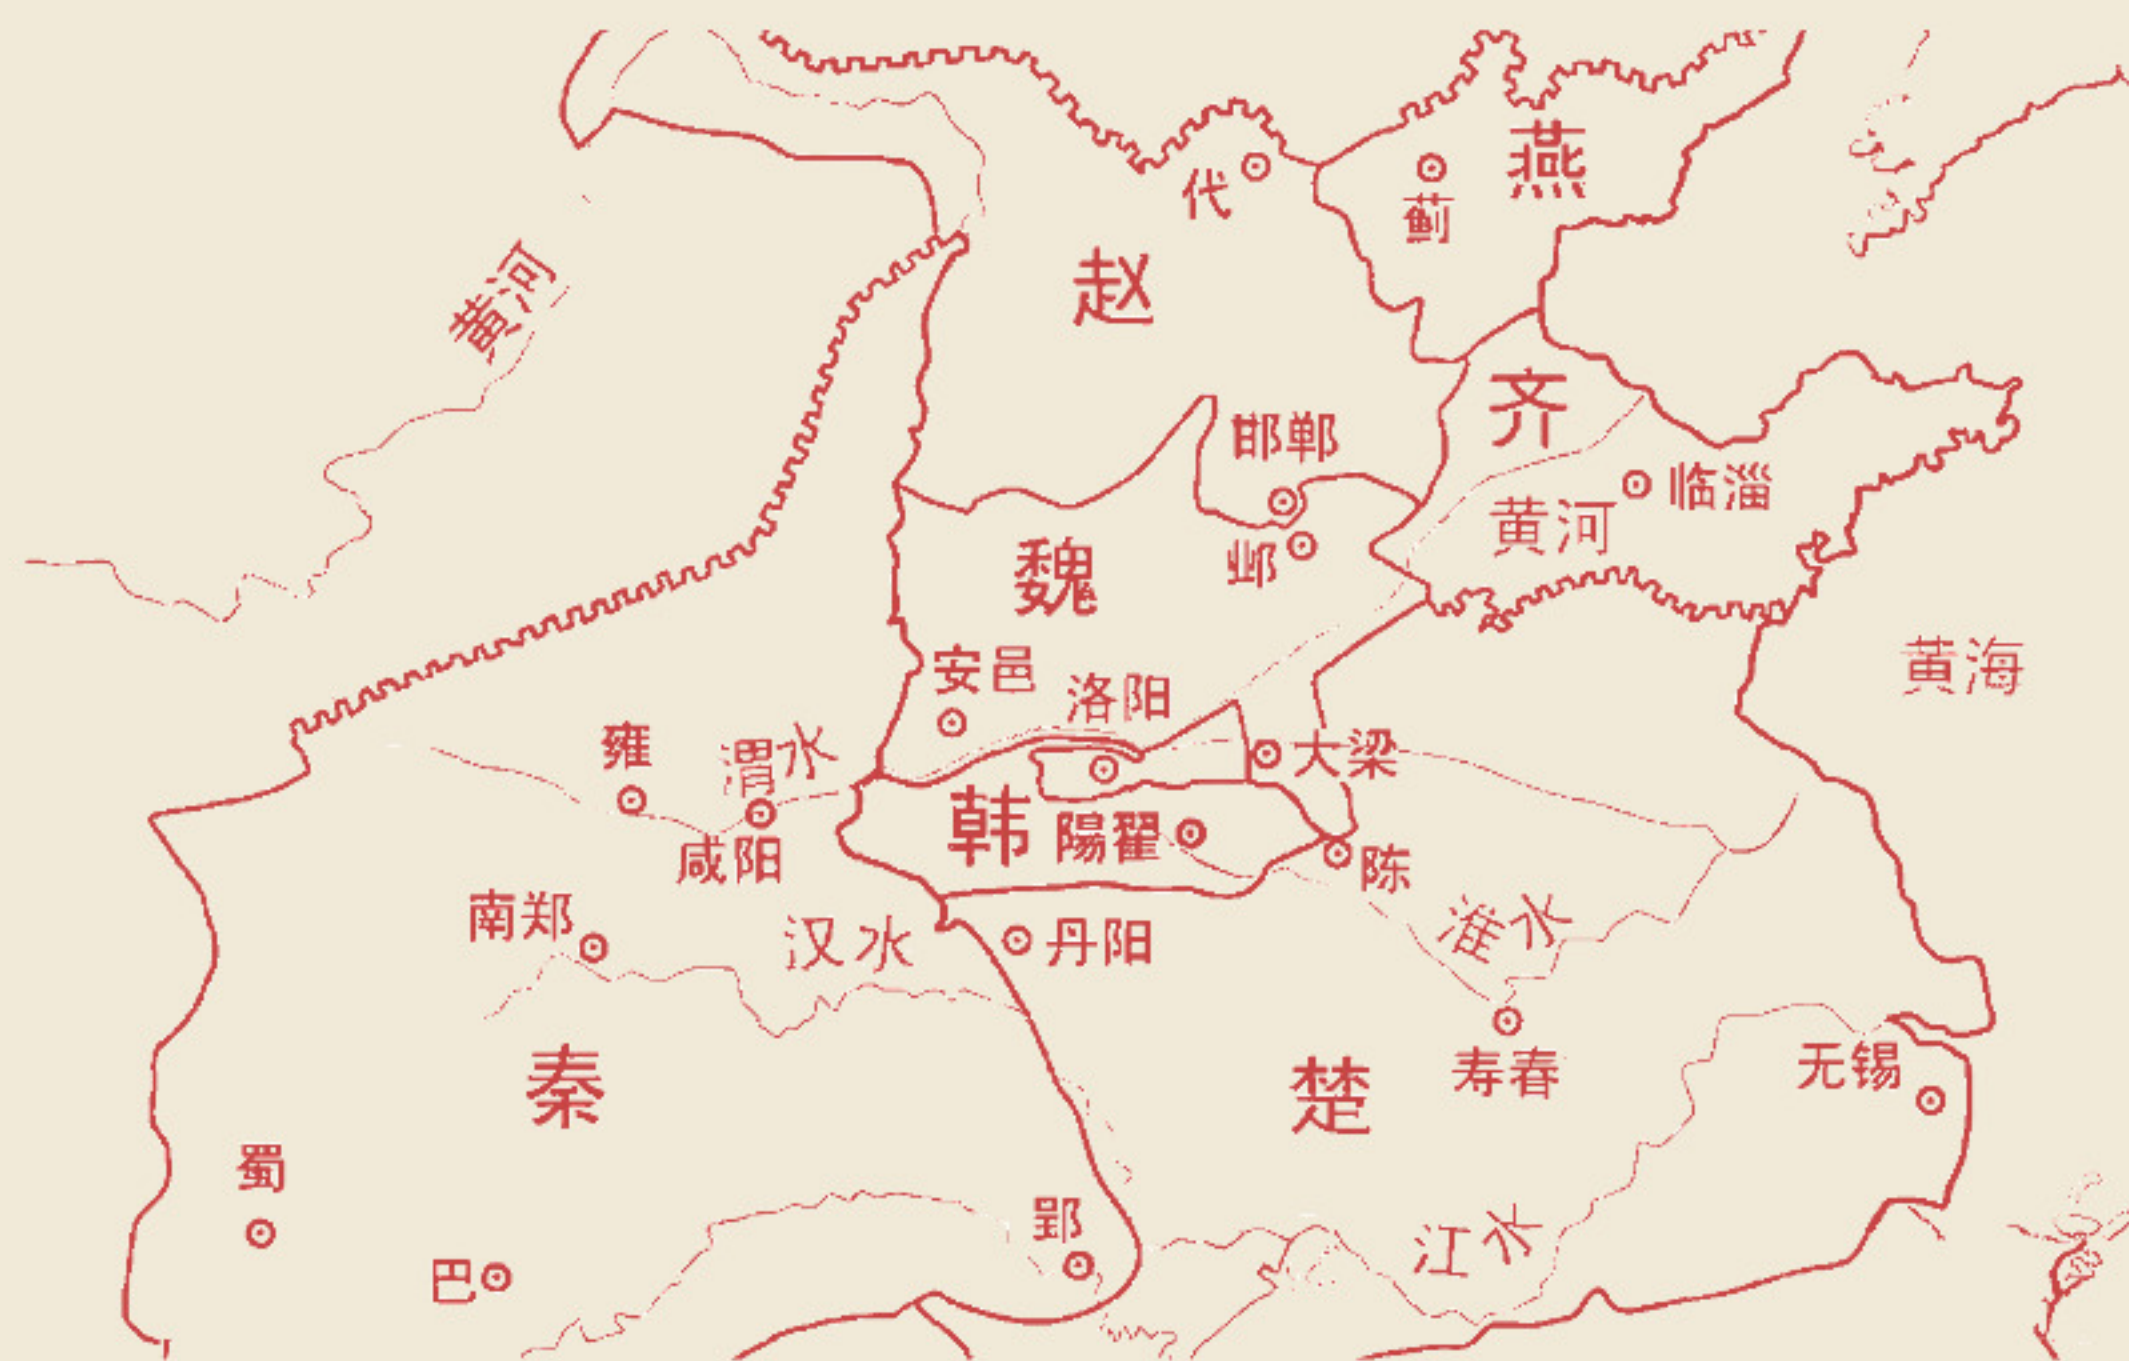 燕
代
蓟
赵
黄河
齐
邯郸
临淄
黄河
邺
魏
黄海
安邑
洛阳
雍
渭水
大梁
韩
陽翟
咸阳
陈
南郑
汉水
丹阳
淮水
秦
楚
寿春
无锡
蜀
郢
江水
巴